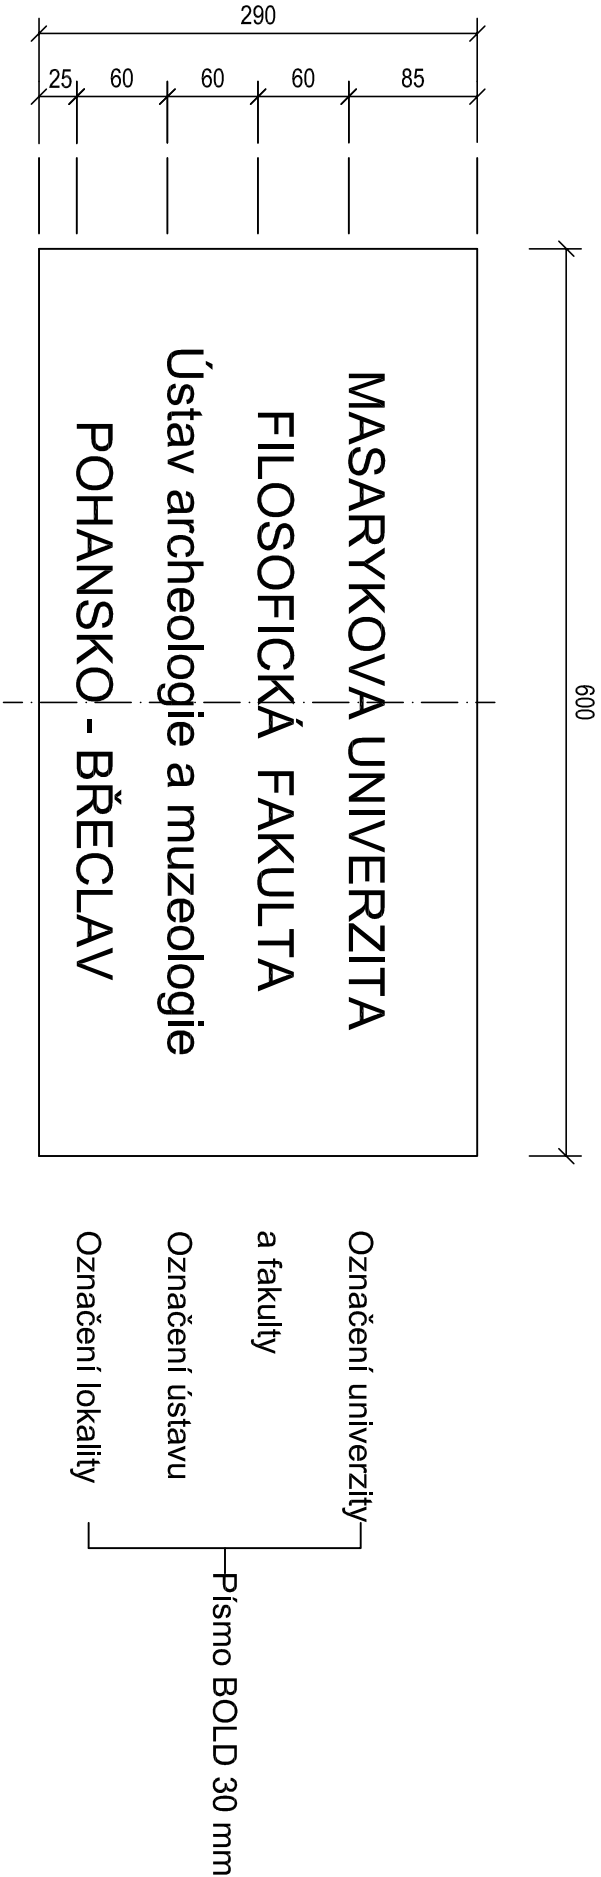 290
25 60 60 60 85
600
MASARYKOVA UNIVERZITA
FILOSOFICKÁ FAKULTA
Ústav archeologie a muzeologie
POHANSKO - BŘECLAV
Označení univerzity
a fakulty
Označení ústavu
Označení lokality
Písmo BOLD 30 mm